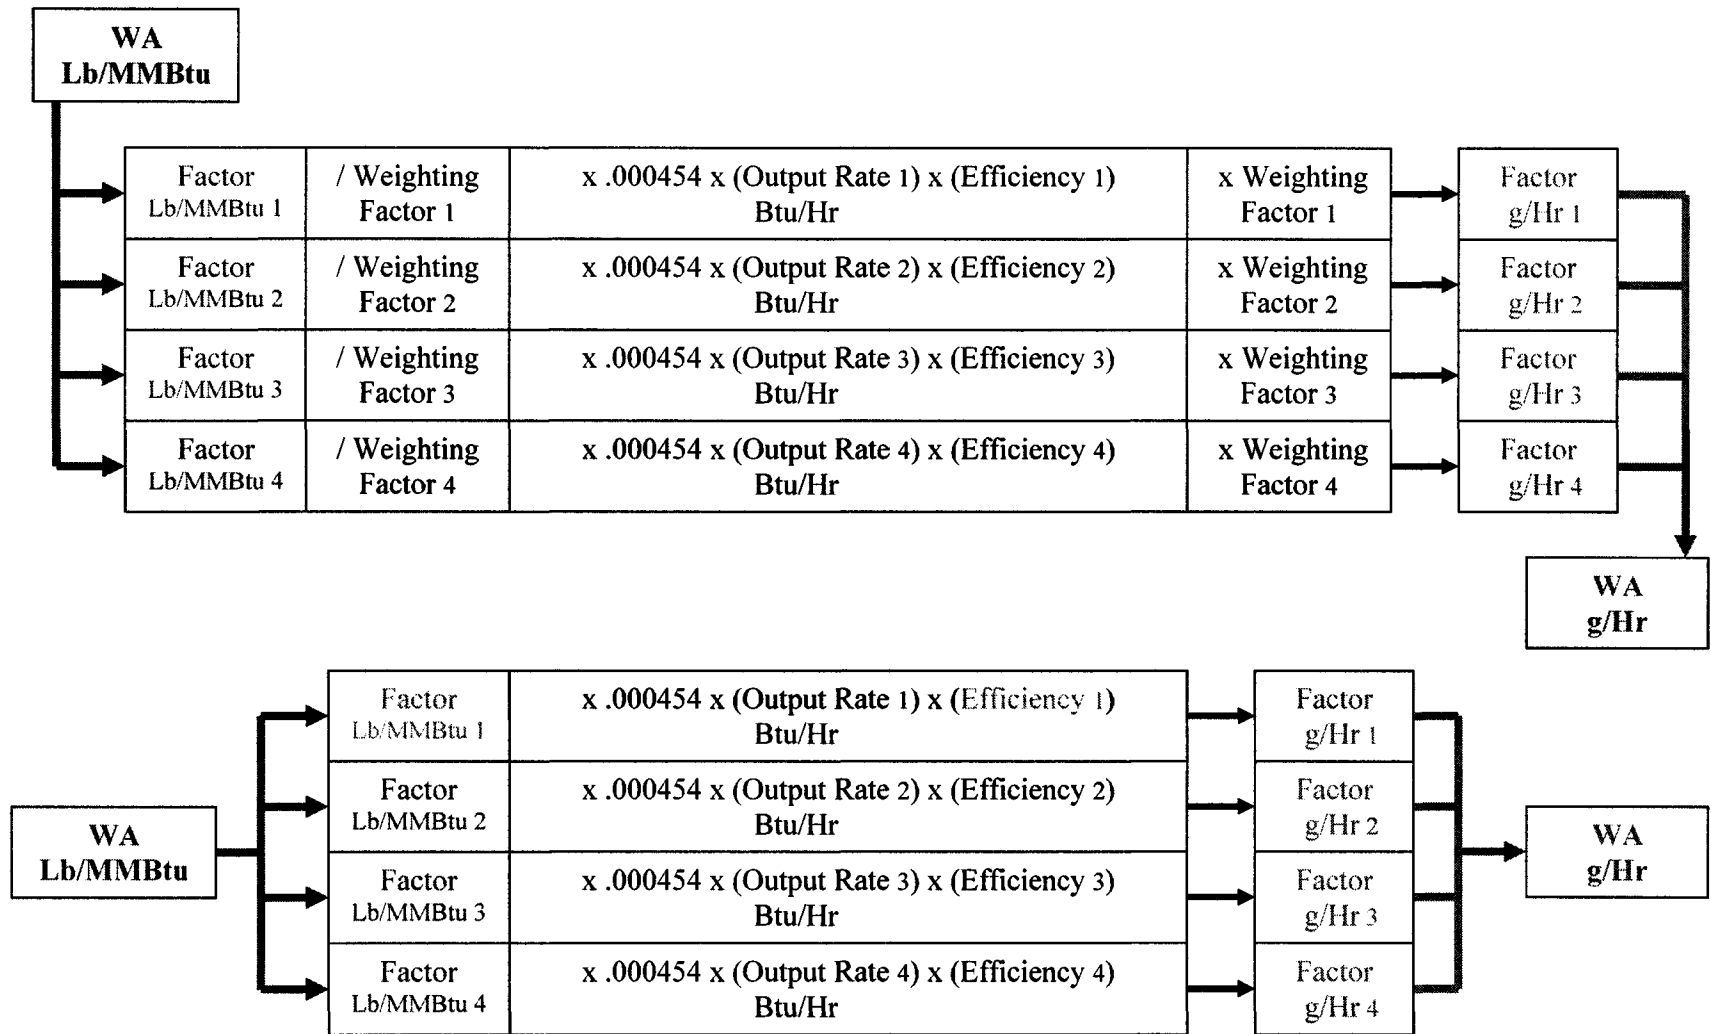 WA
Lb/MMBtu
Factor
Lb/MMBtu 1
/ Weighting
Factor 1
x .000454 x (Output Rate 1) x (Efficiency 1)
Btu/Hr
x Weighting
Factor 1
Factor
g/Hr 1
Factor
Lb/MMBtu 2
/ Weighting
Factor 2
x .000454 x (Output Rate 2) x (Efficiency 2)
Btu/Hr
x Weighting
Factor 2
Factor
g/Hr 2
Factor
Lb/MMBtu 3
/ Weighting
Factor 3
x .000454 x (Output Rate 3) x (Efficiency 3)
Btu/Hr
x Weighting
Factor 3
Factor
g/Hr 3
Factor
Lb/MMBtu 4
/ Weighting
Factor 4
x .000454 x (Output Rate 4) x (Efficiency 4)
Btu/Hr
x Weighting
Factor 4
Factor
g/Hr 4
WA
g/Hr
WA
Lb/MMBtu
Factor
Lb/MMBtu 1
x .000454 x (Output Rate 1) x (Efficiency 1)
Btu/Hr
Factor
g/Hr 1
Factor
Lb/MMBtu 2
x .000454 x (Output Rate 2) x (Efficiency 2)
Btu/Hr
Factor
g/Hr 2
Factor
Lb/MMBtu 3
x .000454 x (Output Rate 3) x (Efficiency 3)
Btu/Hr
Factor
g/Hr 3
Factor
Lb/MMBtu 4
x .000454 x (Output Rate 4) x (Efficiency 4)
Btu/Hr
Factor
g/Hr 4
WA
g/Hr